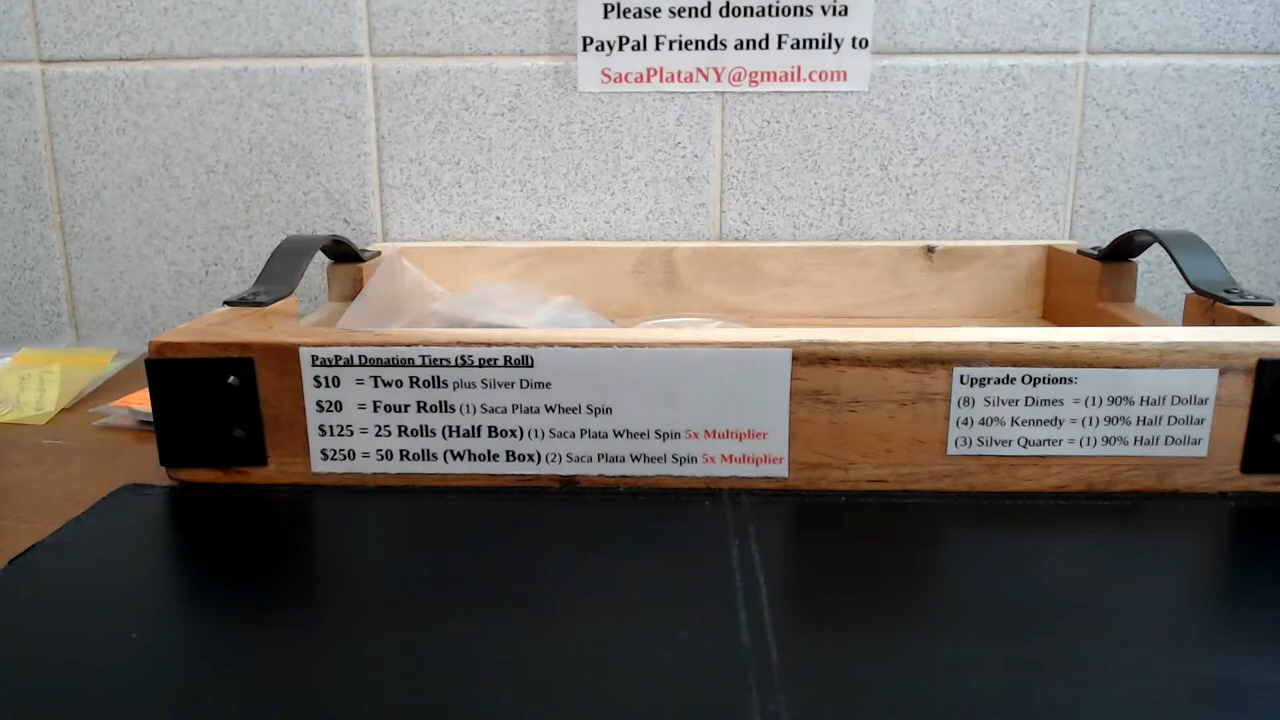 Please send donations via
PayPal Friends and Family to
SacaPlataNY@gmail.com
PayPal Donation Tiers ($5 per Roll)
$10 = Two Rolls plus Silver Dime
$20 = Four Rolls (1) Saca Plata Wheel Spin
$125 = 25 Rolls (Half Box) (1) Saca Plata Wheel Spin 5x Multiplier
$250 = 50 Rolls (Whole Box) (2) Saca Plata Wheel Spin 5x Multiplier
Upgrade Options:
(8) Silver Dimes = (1) 90% Half Dollar
(4) 40% Kennedy = (1) 90% Half Dollar
(3) Silver Quarter = (1) 90% Half Dollar